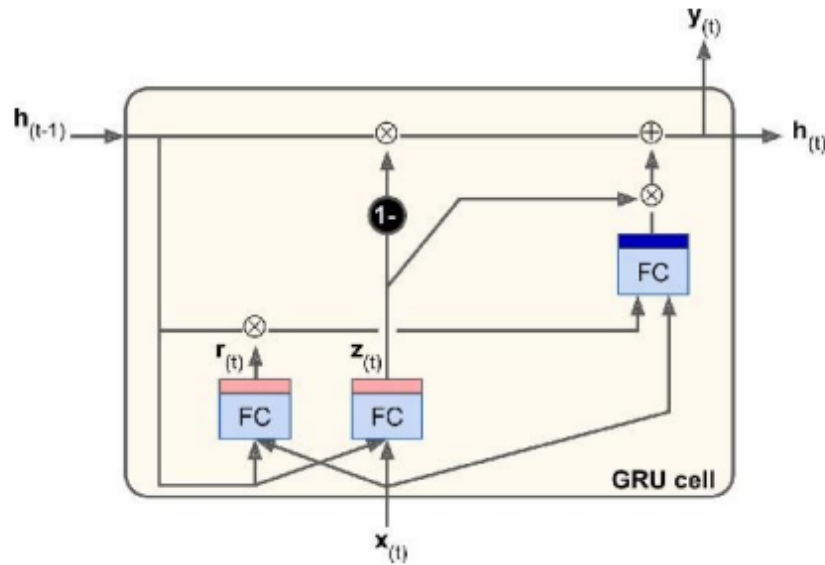 y(t)
h(t-1)
h(t)
1-
FC
r(t)
z(t)
FC
FC
GRU cell
x(t)